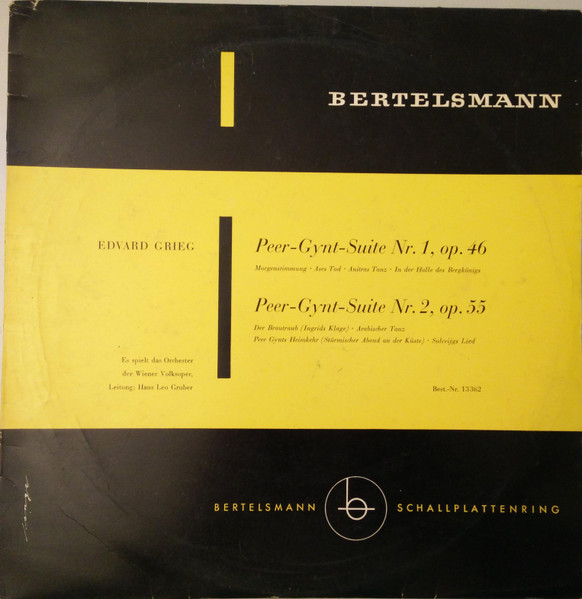 BERTELSMANN
EDVARD GRIEG
Peer-Gynt-Suite Nr. 1, op. 46
Morgenstimmung · Ases Tod · Anitras Tanz · In der Halle des Bergkönigs
Peer-Gynt-Suite Nr. 2, op. 55
Der Brautraub (Ingrids Klage) · Arabischer Tanz
Peer Gynts Heimkehr (Stürmischer Abend an der Küste) · Solveijgs Lied
Es spielt das Orchester
der Wiener Volksoper,
Leitung: Hans Leo Gruber
Best.-Nr. 13362
BERTELSMANN b SCHALLPLATTENRING